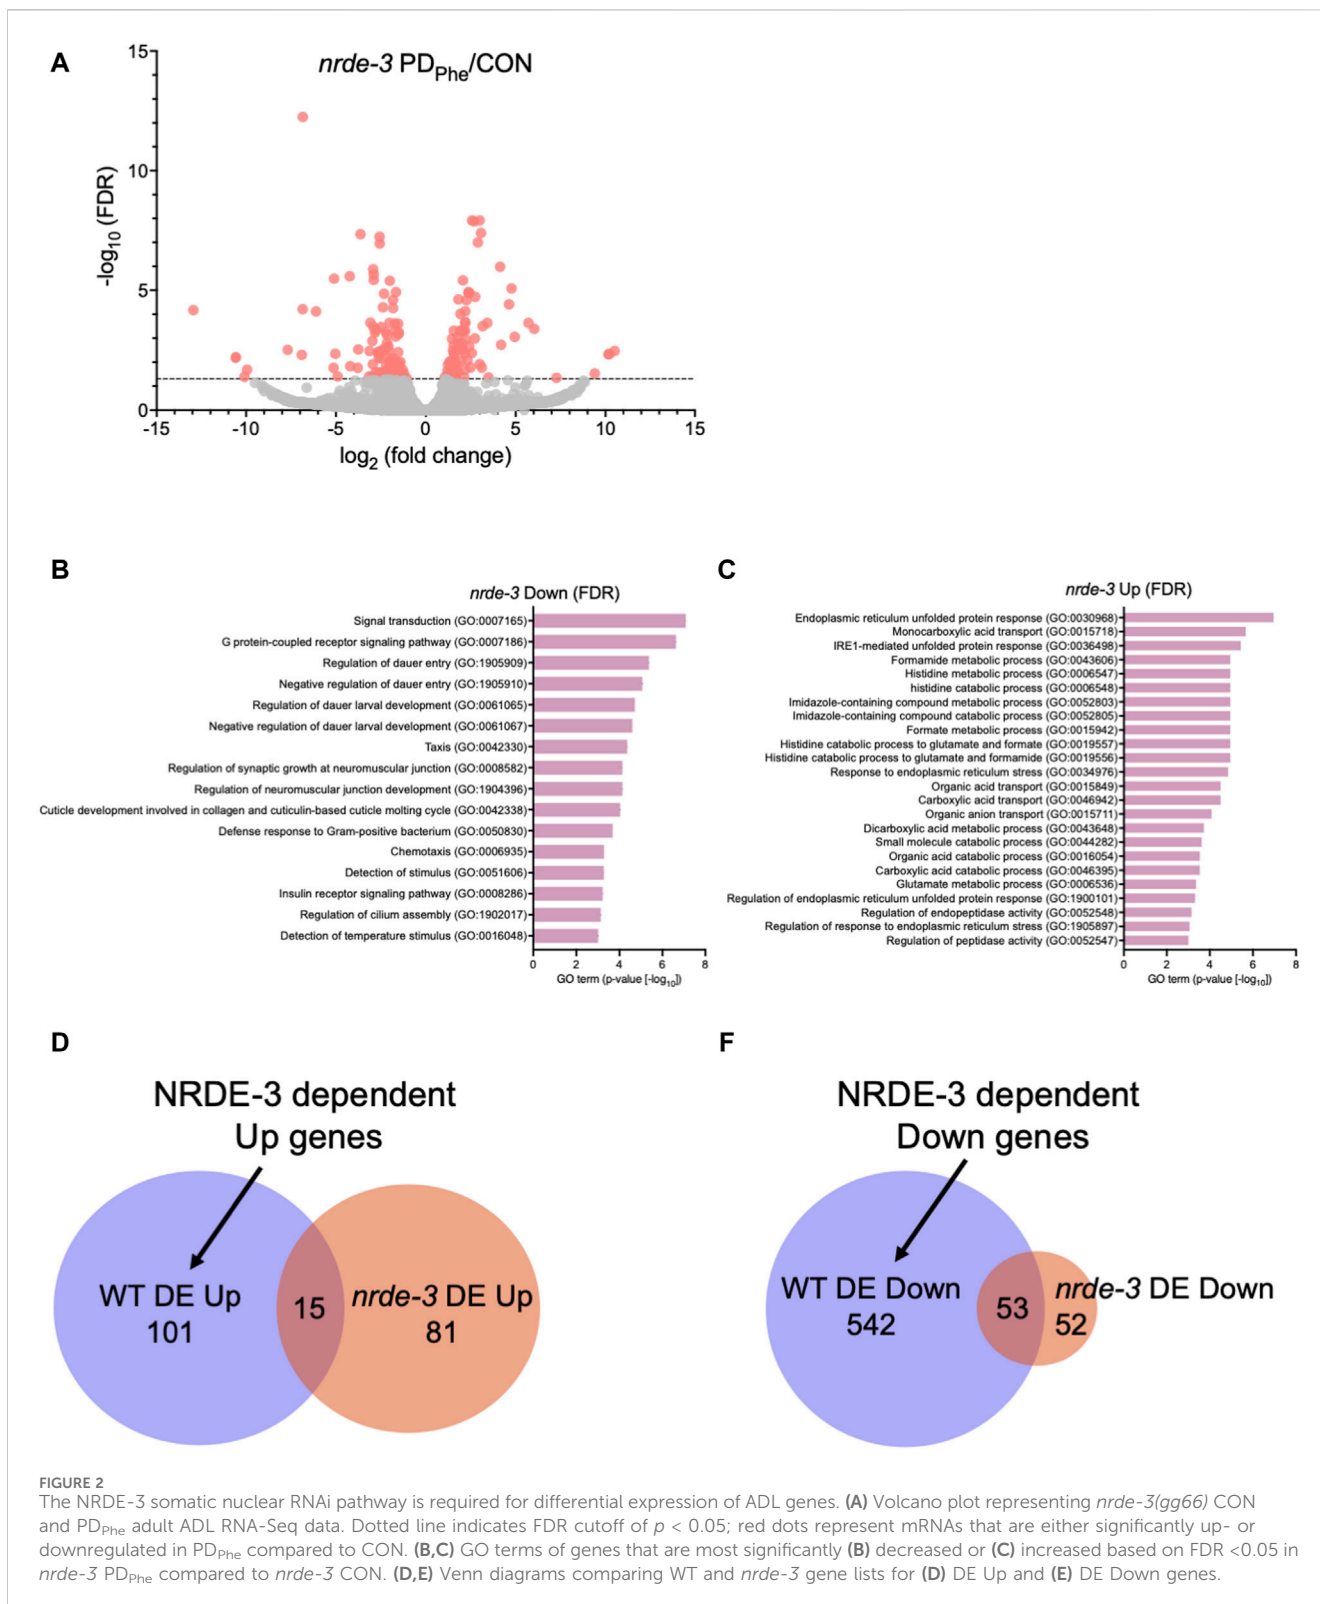 A
nrde-3 PDPhe/CON
15
10
5
0
-log10 (FDR)
-15 -10 -5 0 5 10 15
log2 (fold change)
B
nrde-3 Down (FDR)
Signal transduction (GO:0007165)
G protein-coupled receptor signaling pathway (GO:0007186)
Regulation of dauer entry (GO:1905909)
Negative regulation of dauer entry (GO:1905910)
Regulation of dauer larval development (GO:0061065)
Negative regulation of dauer larval development (GO:0061067)
Taxis (GO:0042330)
Regulation of synaptic growth at neuromuscular junction (GO:0008582)
Regulation of neuromuscular junction development (GO:1904396)
Cuticle development involved in collagen and cuticulin-based cuticle molting cycle (GO:0042338)
Defense response to Gram-positive bacterium (GO:0050830)
Chemotaxis (GO:0006935)
Detection of stimulus (GO:0051606)
Insulin receptor signaling pathway (GO:0008286)
Regulation of cilium assembly (GO:1902017)
Detection of temperature stimulus (GO:0016048)
0 2 4 6 8
GO term (p-value [-log10])
C
nrde-3 Up (FDR)
Endoplasmic reticulum unfolded protein response (GO:0030968)
Monocarboxylic acid transport (GO:0015718)
IRE1-mediated unfolded protein response (GO:0036498)
Formamide metabolic process (GO:0043606)
Histidine metabolic process (GO:0006547)
histidine catabolic process (GO:0006548)
Imidazole-containing compound metabolic process (GO:0052803)
Imidazole-containing compound catabolic process (GO:0052805)
Formate metabolic process (GO:0015942)
Histidine catabolic process to glutamate and formate (GO:0019557)
Histidine catabolic process to glutamate and formamide (GO:0019556)
Response to endoplasmic reticulum stress (GO:0034976)
Organic acid transport (GO:0015849)
Carboxylic acid transport (GO:0046942)
Organic anion transport (GO:0015711)
Dicarboxylic acid metabolic process (GO:0043648)
Small molecule catabolic process (GO:0044282)
Organic acid catabolic process (GO:0016054)
Carboxylic acid catabolic process (GO:0046395)
Glutamate metabolic process (GO:0006536)
Regulation of endoplasmic reticulum unfolded protein response (GO:1900101)
Regulation of endopeptidase activity (GO:0052548)
Regulation of response to endoplasmic reticulum stress (GO:1905897)
Regulation of peptidase activity (GO:0052547)
0 2 4 6 8
GO term (p-value [-log10])
D
NRDE-3 dependent
Up genes
WT DE Up
101
15
nrde-3 DE Up
81
F
NRDE-3 dependent
Down genes
WT DE Down
542
53
nrde-3 DE Down
52
FIGURE 2
The NRDE-3 somatic nuclear RNAi pathway is required for differential expression of ADL genes. (A) Volcano plot representing nrde-3(gg66) CON
and PDPhe adult ADL RNA-Seq data. Dotted line indicates FDR cutoff of p < 0.05; red dots represent mRNAs that are either significantly up- or
downregulated in PDPhe compared to CON. (B,C) GO terms of genes that are most significantly (B) decreased or (C) increased based on FDR <0.05 in
nrde-3 PDPhe compared to nrde-3 CON. (D,E) Venn diagrams comparing WT and nrde-3 gene lists for (D) DE Up and (E) DE Down genes.